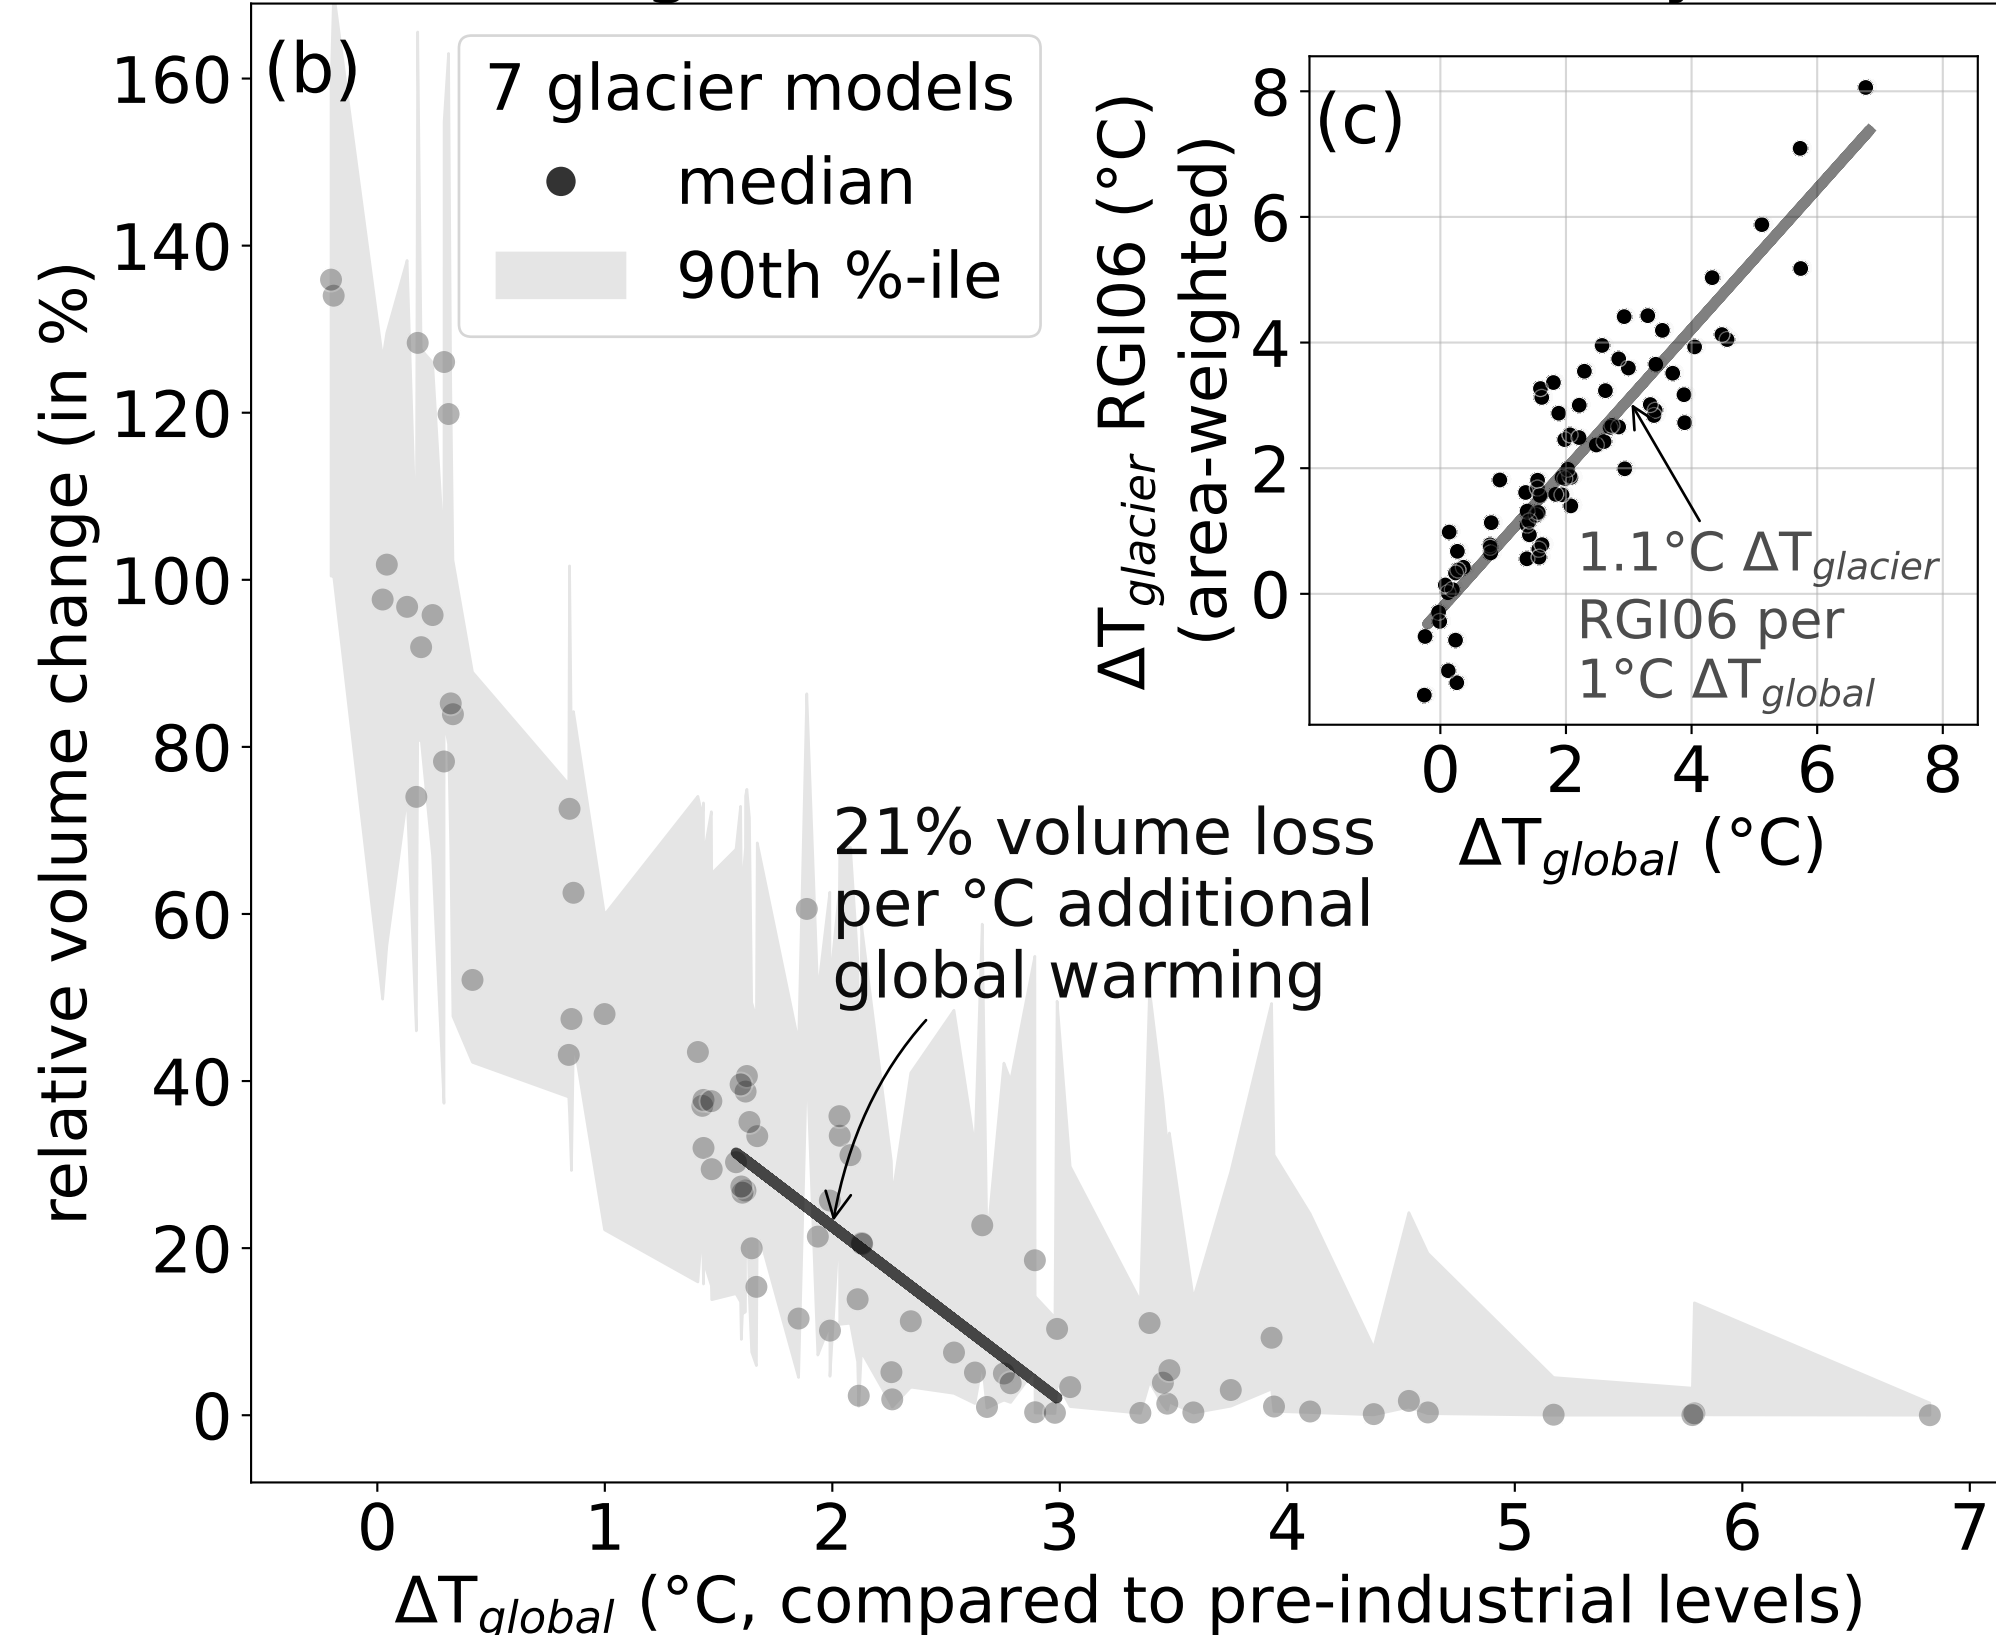 (b)
7 glacier models
median
90th %-ile
relative volume change (in %)
160
140
120
100
80
60
40
20
0
21% volume loss
per °C additional
global warming
0 1 2 3 4 5 6 7
ΔTglobal (°C, compared to pre-industrial levels)
(c)
ΔTglacier RGI06 (°C)
(area-weighted)
8
6
4
2
0
1.1°C ΔTglacier
RGI06 per
1°C ΔTglobal
0 2 4 6 8
ΔTglobal (°C)